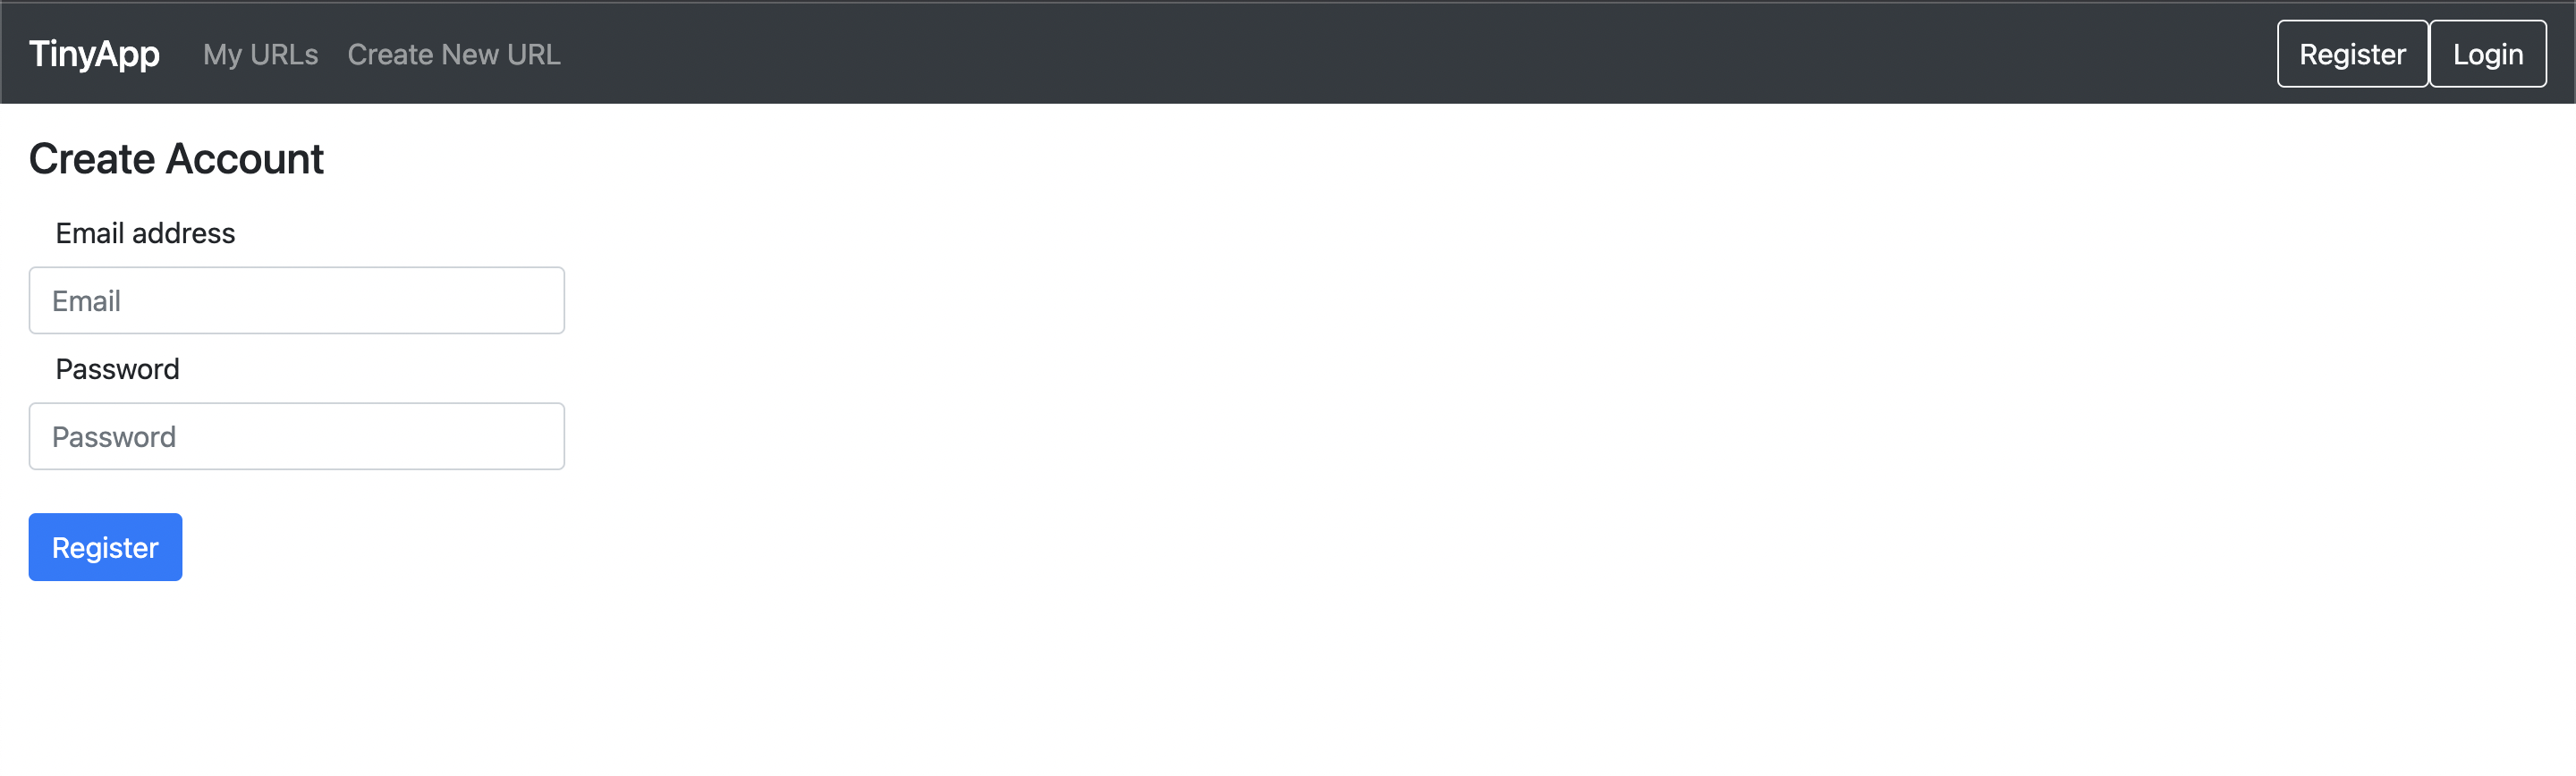 TinyApp My URLs Create New URL Register Login
Create Account
Email address
Email
Password
Password
Register